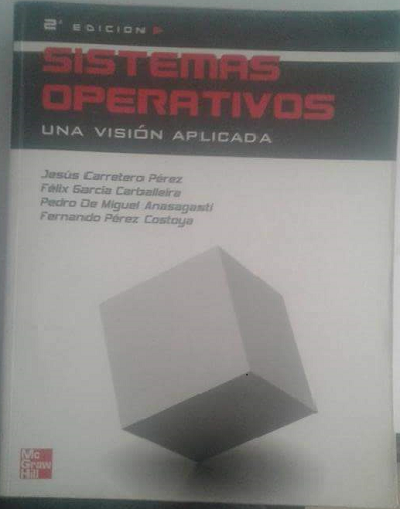 2ª EDICIÓN
SISTEMAS
OPERATIVOS
UNA VISIÓN APLICADA
Jesús Carretero Pérez
Félix García Carballeira
Pedro De Miguel Anasagasti
Fernando Pérez Costoya
Mc
Graw
Hill